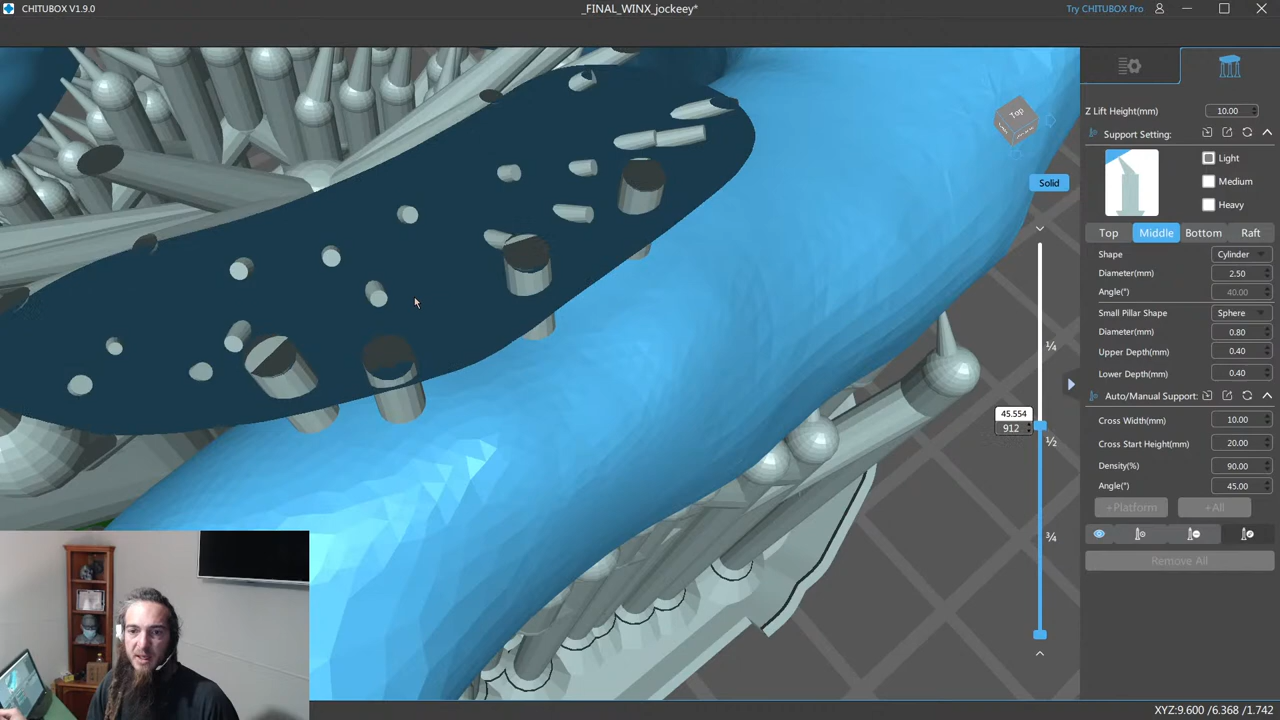 CHITUBOX V1.9.0
_FINAL_WINX_jockeey*
Try CHITUBOX Pro
Z Lift Height(mm) 10.00
Support Setting:
Light
Medium
Heavy
Top Middle Bottom Raft
Shape Cylinder
Diameter(mm) 2.50
Angle(°) 40.00
Small Pillar Shape Sphere
Diameter(mm) 0.80
Upper Depth(mm) 0.40
Lower Depth(mm) 0.40
Auto/Manual Support:
Cross Width(mm) 10.00
Cross Start Height(mm) 20.00
Density(%) 90.00
Angle(°) 45.00
+Platform +All
Remove All
Top
Solid
¼
45.554
912
½
¾
XYZ:9.600 /6.368 /1.742